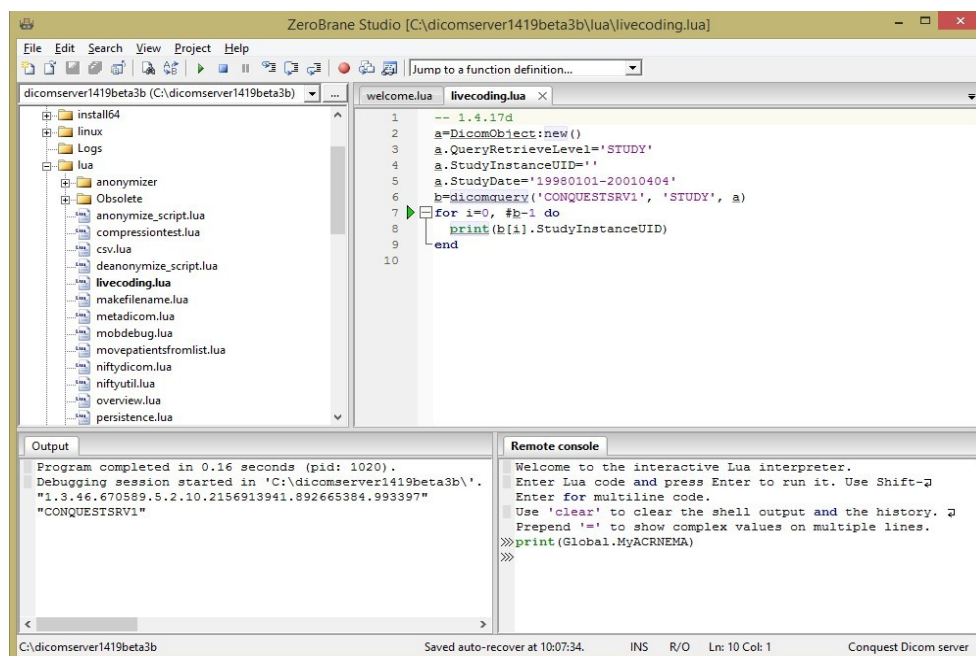 ZeroBrane Studio [C:\dicomserver1419beta3b\lua\livecoding.lua]
File Edit Search View Project Help
Jump to a function definition...
dicomserver1419beta3b (C:\dicomserver1419beta3b) ...
install64
linux
Logs
lua
anonymizer
Obsolete
anonymize_script.lua
compressiontest.lua
csv.lua
deanonymize_script.lua
livecoding.lua
makefilename.lua
metadicom.lua
mobdebug.lua
movepatientsfromlist.lua
niftydicom.lua
niftyutil.lua
overview.lua
persistence.lua
welcome.lua livecoding.lua
1 -- 1.4.17d
2 a=DicomObject:new()
3 a.QueryRetrieveLevel='STUDY'
4 a.StudyInstanceUID=''
5 a.StudyDate='19980101-20010404'
6 b=dicomquery('CONQUESTSRV1', 'STUDY', a)
7 for i=0, #b-1 do
8 print(b[i].StudyInstanceUID)
9 end
10
Output
Program completed in 0.16 seconds (pid: 1020).
Debugging session started in 'C:\dicomserver1419beta3b\'.
"1.3.46.670589.5.2.10.2156913941.892665384.993397"
"CONQUESTSRV1"
Remote console
Welcome to the interactive Lua interpreter.
Enter Lua code and press Enter to run it. Use Shift-
Enter for multiline code.
Use 'clear' to clear the shell output and the history.
Prepend '=' to show complex values on multiple lines.
print(Global.MyACRNEMA)
C:\dicomserver1419beta3b Saved auto-recover at 10:07:34. INS R/O Ln: 10 Col: 1 Conquest Dicom server